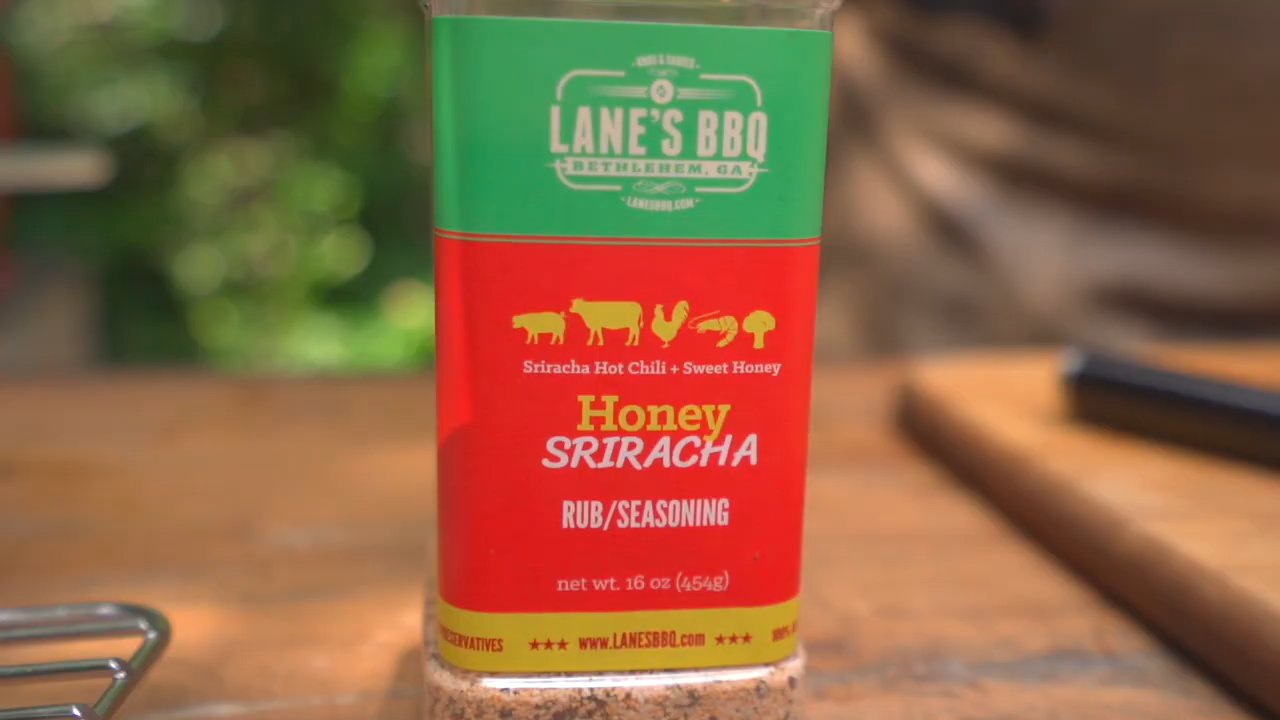 RUBS & SAUCES
LANE'S BBQ
BETHLEHEM, GA
LANESBBQ.COM
Sriracha Hot Chili + Sweet Honey
Honey
SRIRACHA
RUB/SEASONING
net wt. 16 oz (454g)
www.LANESBBQ.com